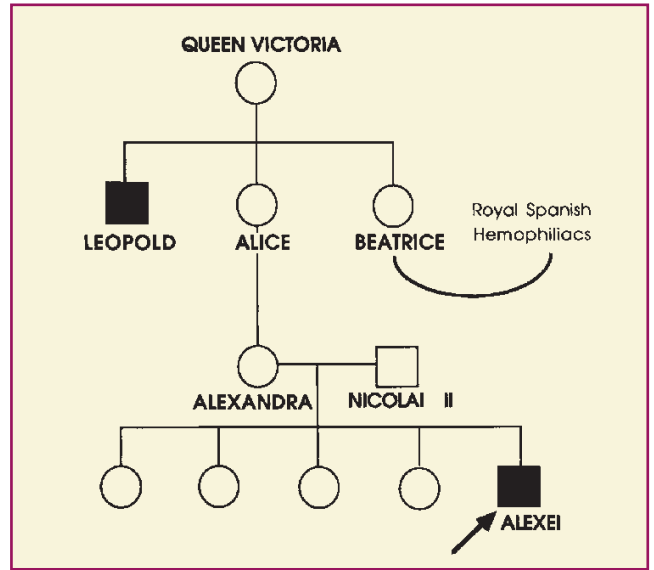 QUEEN VICTORIA
LEOPOLD
ALICE
BEATRICE
Royal Spanish
Hemophiliacs
ALEXANDRA
NICOLAI II
ALEXEI